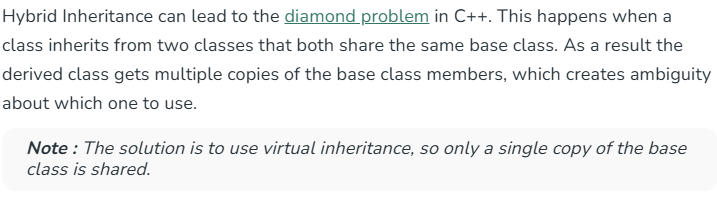 Hybrid Inheritance can lead to the diamond problem in C++. This happens when a
class inherits from two classes that both share the same base class. As a result the
derived class gets multiple copies of the base class members, which creates ambiguity
about which one to use.
Note : The solution is to use virtual inheritance, so only a single copy of the base
class is shared.